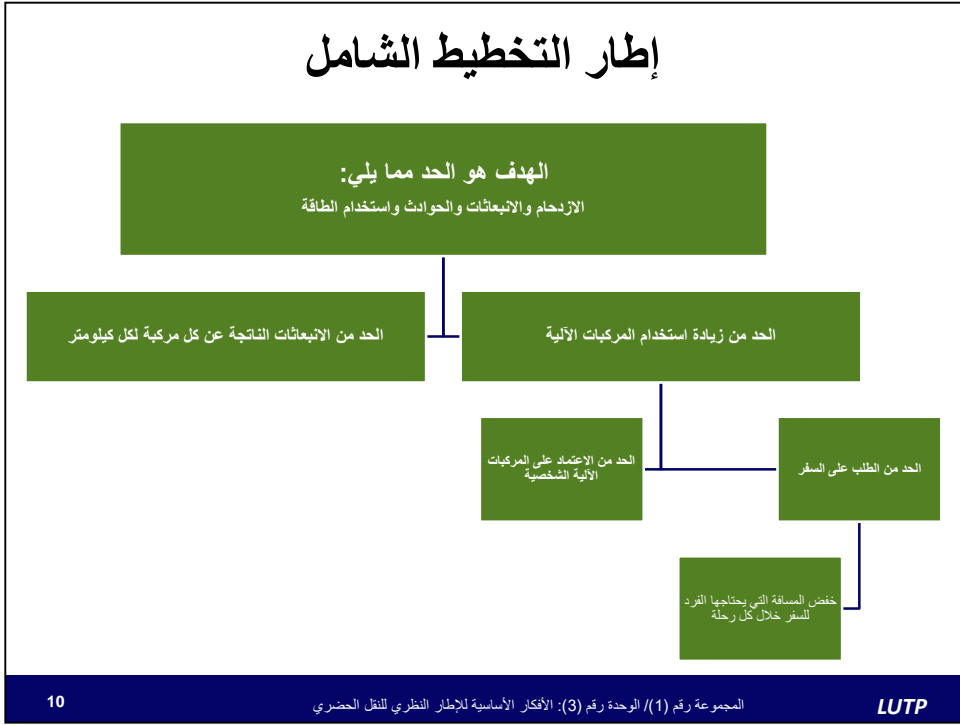 إطار التخطيط الشامل
الهدف هو الحد مما يلي:
الازدحام والانبعاثات والحوادث واستخدام الطاقة
الحد من زيادة استخدام المركبات الآلية
الحد من الانبعاثات الناتجة عن كل مركبة لكل كيلومتر
الحد من الطلب على السفر
الحد من الاعتماد على المركبات
الآلية الشخصية
خفض المسافة التي يحتاجها الفرد
للسفر خلال كل رحلة
LUTP
المجموعة رقم (1)/ الوحدة رقم (3): الأفكار الأساسية للإطار النظري للنقل الحضري
10